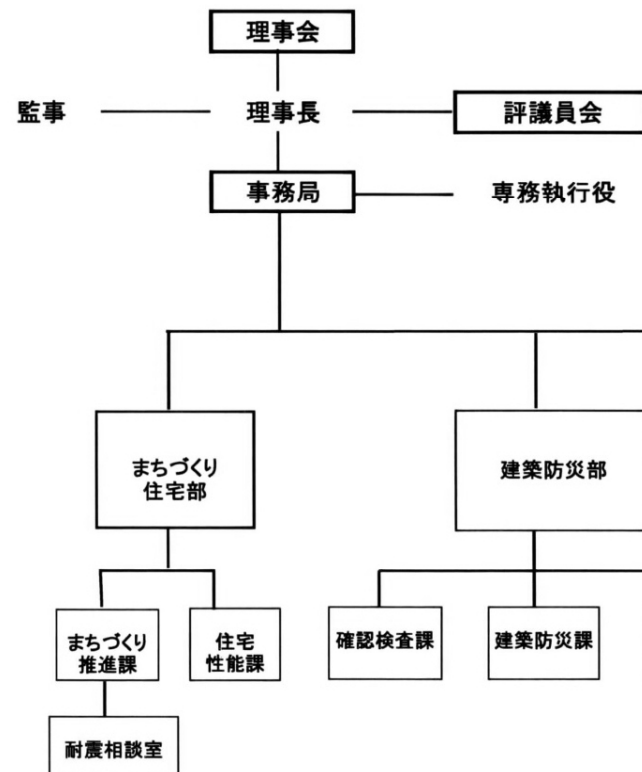 理事会
監事
理事長
評議員会
事務局
専務執行役
まちづくり
住宅部
建築防災部
まちづくり
推進課
住宅
性能課
確認検査課
建築防災課
耐震相談室